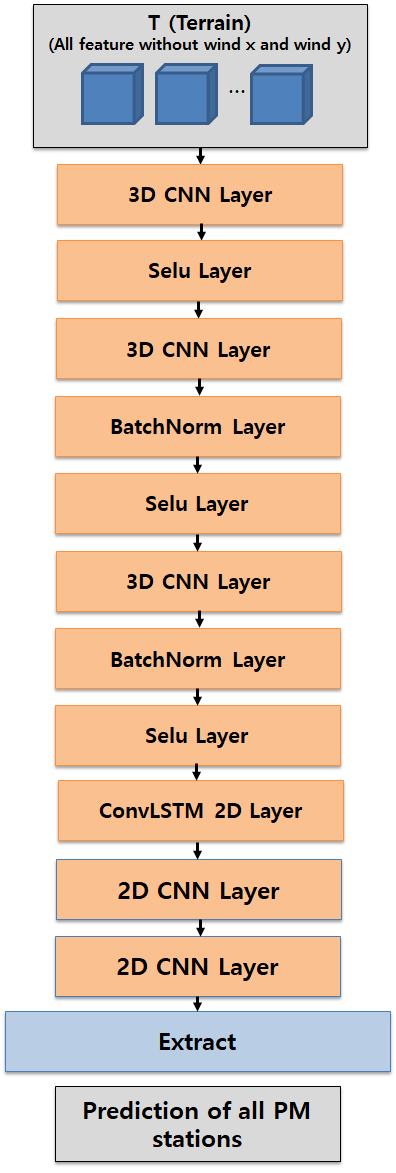 T (Terrain)
(All feature without wind x and wind y)
...
3D CNN Layer
Selu Layer
3D CNN Layer
BatchNorm Layer
Selu Layer
3D CNN Layer
BatchNorm Layer
Selu Layer
ConvLSTM 2D Layer
2D CNN Layer
2D CNN Layer
Extract
Prediction of all PM
stations